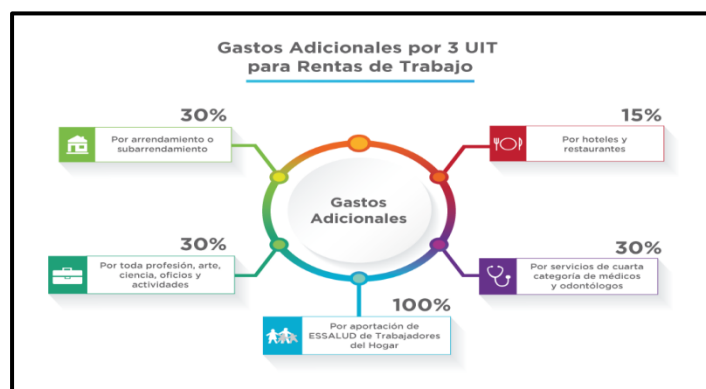 Gastos Adicionales por 3 UIT
para Rentas de Trabajo
30%
Por arrendamiento o
subarrendamiento
15%
Por hoteles y
restaurantes
Gastos
Adicionales
30%
Por toda profesión, arte,
ciencia, oficios y
actividades
30%
Por servicios de cuarta
categoría de médicos
y odontólogos
100%
Por aportación de
ESSALUD de Trabajadores
del Hogar